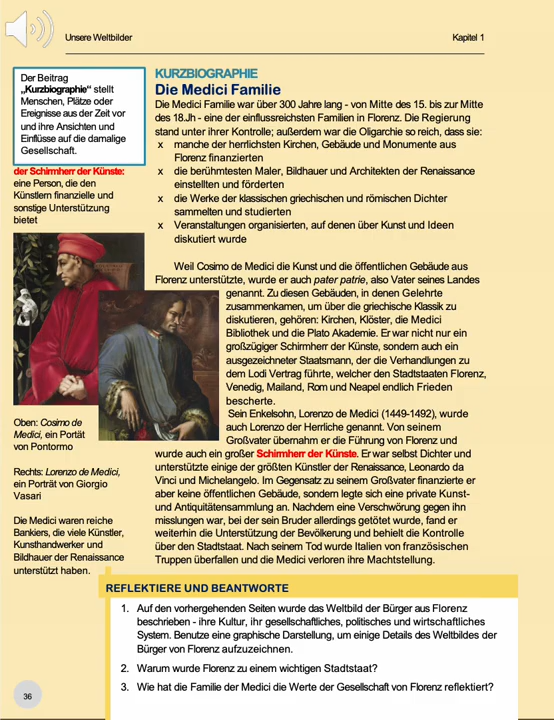 Unsere Weltbilder
Kapitel 1
Der Beitrag
„Kurzbiographie“ stellt
Menschen, Plätze oder
Ereignisse aus der Zeit vor
und ihre Ansichten und
Einflüsse auf die damalige
Gesellschaft.
der Schirmherr der Künste:
eine Person, die den
Künstlern finanzielle und
sonstige Unterstützung
bietet
Oben: Cosimo de
Medici, ein Portät
von Pontormo
Rechts: Lorenzo de Medici,
ein Porträt von Giorgio
Vasari
Die Medici waren reiche
Bankiers, die viele Künstler,
Kunsthandwerker und
Bildhauer der Renaissance
unterstützt haben.
KURZBIOGRAPHIE
Die Medici Familie
Die Medici Familie war über 300 Jahre lang - von Mitte des 15. bis zur Mitte
des 18.Jh - eine der einflussreichsten Familien in Florenz. Die Regierung
stand unter ihrer Kontrolle; außerdem war die Oligarchie so reich, dass sie:
x manche der herrlichsten Kirchen, Gebäude und Monumente aus
Florenz finanzierten
x die berühmtesten Maler, Bildhauer und Architekten der Renaissance
einstellten und förderten
x die Werke der klassischen griechischen und römischen Dichter
sammelten und studierten
x Veranstaltungen organisierten, auf denen über Kunst und Ideen
diskutiert wurde
Weil Cosimo de Medici die Kunst und die öffentlichen Gebäude aus
Florenz unterstützte, wurde er auch pater patrie, also Vater seines Landes
genannt. Zu diesen Gebäuden, in denen Gelehrte
zusammenkamen, um über die griechische Klassik zu
diskutieren, gehören: Kirchen, Klöster, die Medici
Bibliothek und die Plato Akademie. Er war nicht nur ein
großzügiger Schirmherr der Künste, sondern auch ein
ausgezeichneter Staatsmann, der die Verhandlungen zu
dem Lodi Vertrag führte, welcher den Stadtstaaten Florenz,
Venedig, Mailand, Rom und Neapel endlich Frieden
bescherte.
Sein Enkelsohn, Lorenzo de Medici (1449-1492), wurde
auch Lorenzo der Herrliche genannt. Von seinem
Großvater übernahm er die Führung von Florenz und
wurde auch ein großer Schirmherr der Künste. Er war selbst Dichter und
unterstützte einige der größten Künstler der Renaissance, Leonardo da
Vinci und Michelangelo. Im Gegensatz zu seinem Großvater finanzierte er
aber keine öffentlichen Gebäude, sondern legte sich eine private Kunst-
und Antiquitätensammlung an. Nachdem eine Verschwörung gegen ihn
misslungen war, bei der sein Bruder allerdings getötet wurde, fand er
weiterhin die Unterstützung der Bevölkerung und behielt die Kontrolle
über den Stadtstaat. Nach seinem Tod wurde Italien von französischen
Truppen überfallen und die Medici verloren ihre Machtstellung.
REFLEKTIERE UND BEANTWORTE
1. Auf den vorhergehenden Seiten wurde das Weltbild der Bürger aus Florenz
beschrieben - ihre Kultur, ihr gesellschaftliches, politisches und wirtschaftliches
System. Benutze eine graphische Darstellung, um einige Details des Weltbildes der
Bürger von Florenz aufzuzeichnen.
2. Warum wurde Florenz zu einem wichtigen Stadtstaat?
3. Wie hat die Familie der Medici die Werte der Gesellschaft von Florenz reflektiert?
36